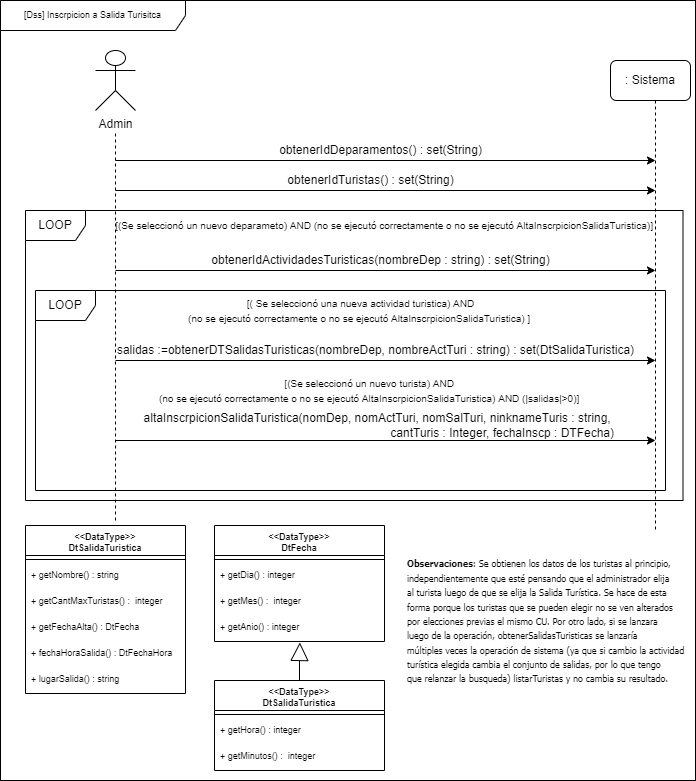 [Dss] Inscrpicion a Salida Turisitca
: Sistema
Admin
obtenerIdDeparamentos() : set(String)
obtenerIdTuristas() : set(String)
LOOP
[(Se seleccionó un nuevo deparameto) AND (no se ejecutó correctamente o no se ejecutó AltaInscrpicionSalidaTuristica)]
obtenerIdActividadesTuristicas(nombreDep : string) : set(String)
LOOP
[( Se seleccionó una nueva actividad turistica) AND
(no se ejecutó correctamente o no se ejecutó AltaInscrpicionSalidaTuristica) ]
salidas :=obtenerDTSalidasTuristicas(nombreDep, nombreActTuri : string) : set(DtSalidaTuristica)
[(Se seleccionó un nuevo turista) AND
(no se ejecutó correctamente o no se ejecutó AltaInscrpicionSalidaTuristica) AND (|salidas|>0)]
altaInscrpicionSalidaTuristica(nomDep, nomActTuri, nomSalTuri, ninknameTuris : string,
cantTuris : Integer, fechaInscp : DTFecha)
<<DataType>>
DtSalidaTuristica
+ getNombre() : string
+ getCantMaxTuristas() : integer
+ getFechaAlta() : DtFecha
+ fechaHoraSalida() : DtFechaHora
+ lugarSalida() : string
<<DataType>>
DtFecha
+ getDia() : integer
+ getMes() : integer
+ getAnio() : integer
<<DataType>>
DtSalidaTuristica
+ getHora() : integer
+ getMinutos() : integer
Observaciones: Se obtienen los datos de los turistas al principio,
independientemente que esté pensando que el administrador elija
al turista luego de que se elija la Salida Turística. Se hace de esta
forma porque los turistas que se pueden elegir no se ven alterados
por elecciones previas el mismo CU. Por otro lado, si se lanzara
luego de la operación, obtenerSalidasTuristicas se lanzaría
múltiples veces la operación de sistema (ya que si cambio la actividad
turística elegida cambia el conjunto de salidas, por lo que tengo
que relanzar la busqueda) listarTuristas y no cambia su resultado.